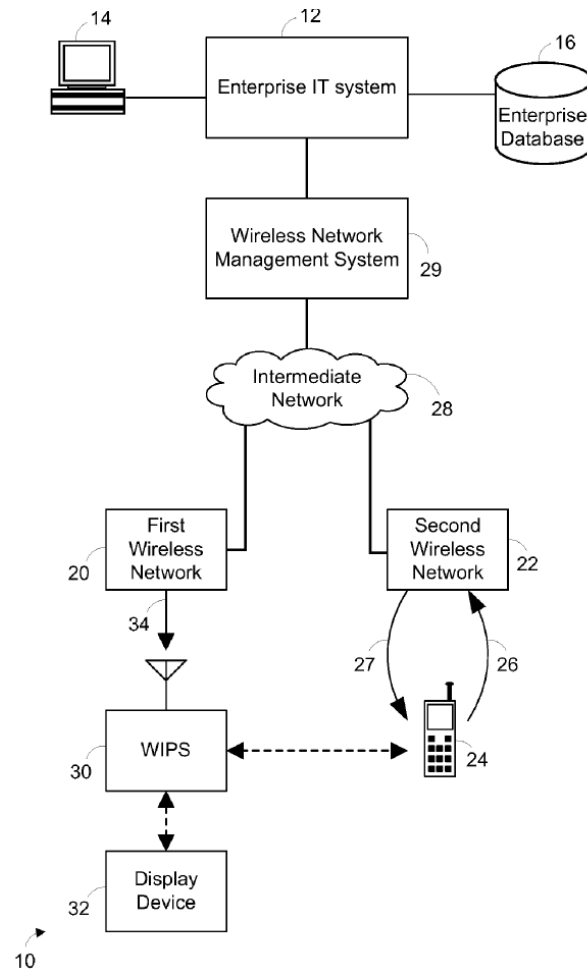 14
12
16
Enterprise IT system
Enterprise
Database
Wireless Network
Management System
29
Intermediate
Network
28
First
Wireless
Network
20
Second
Wireless
Network
22
34
27
26
WIPS
30
24
Display
Device
32
10